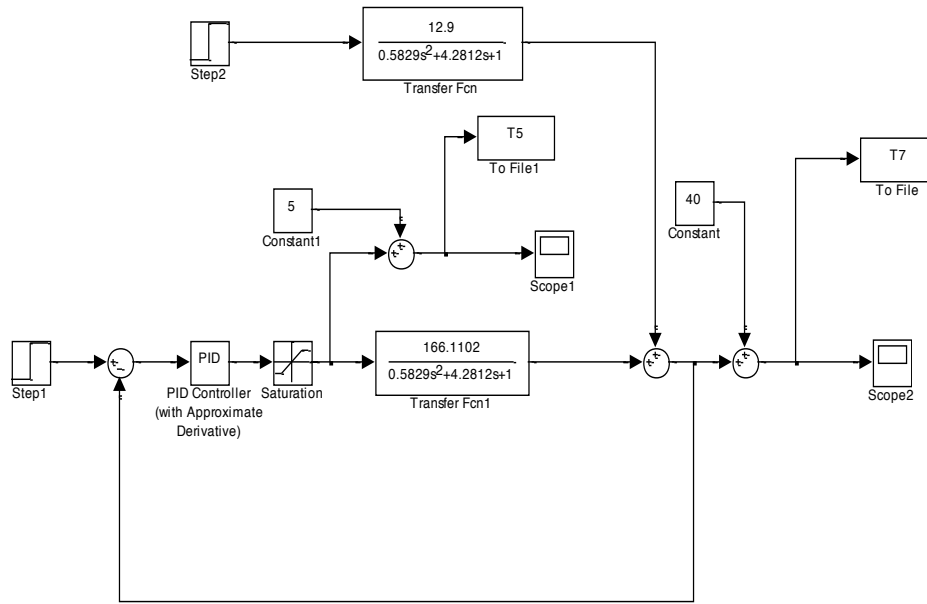 12.9
0.5829s²+4.2812s+1
Transfer Fcn
Step2
T5
To File1
T7
To File
5
Constant1
40
Constant
+
+
Scope1
Step1
+
−
PID
PID Controller
(with Approximate
Derivative)
Saturation
166.1102
0.5829s²+4.2812s+1
Transfer Fcn1
+
+
+
+
Scope2